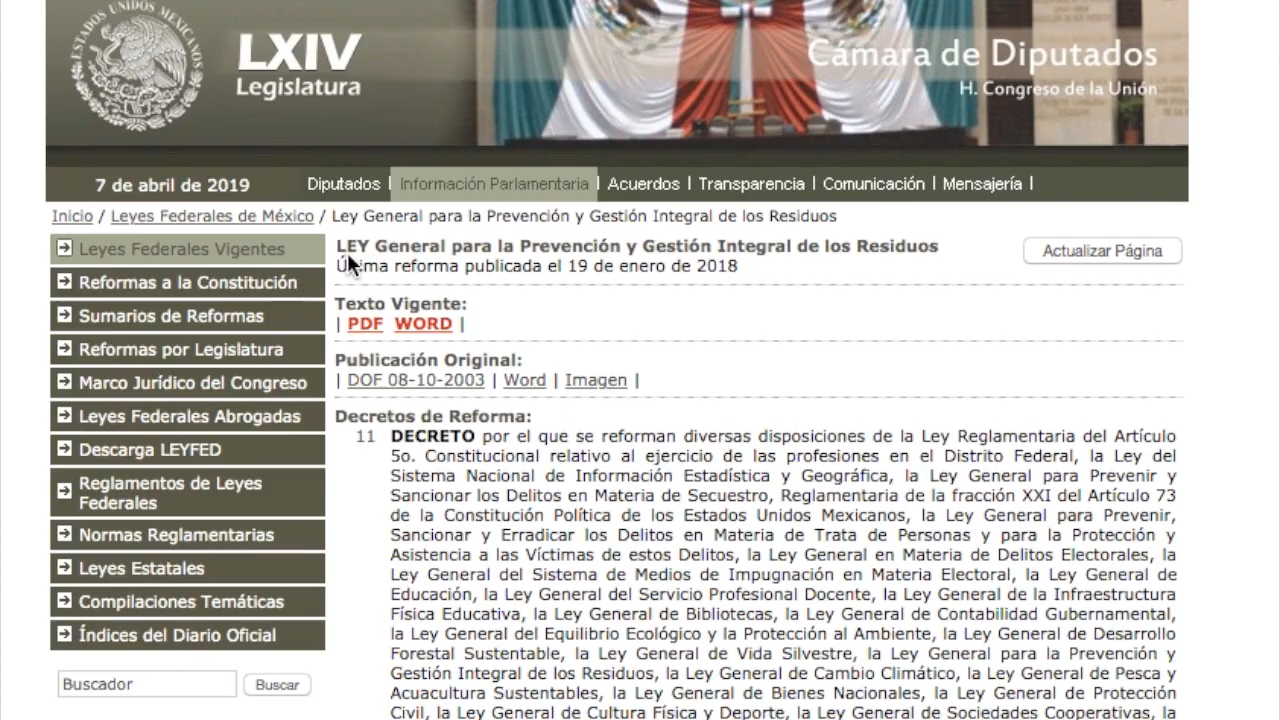 ESTADOS UNIDOS MEXICANOS
LXIV
Legislatura
Cámara de Diputados
H. Congreso de la Unión
7 de abril de 2019
Diputados | Información Parlamentaria | Acuerdos | Transparencia | Comunicación | Mensajería |
Inicio / Leyes Federales de México / Ley General para la Prevención y Gestión Integral de los Residuos
Leyes Federales Vigentes
Reformas a la Constitución
Sumarios de Reformas
Reformas por Legislatura
Marco Jurídico del Congreso
Leyes Federales Abrogadas
Descarga LEYFED
Reglamentos de Leyes
Federales
Normas Reglamentarias
Leyes Estatales
Compilaciones Temáticas
Índices del Diario Oficial
Buscador
Buscar
LEY General para la Prevención y Gestión Integral de los Residuos
Última reforma publicada el 19 de enero de 2018
Actualizar Página
Texto Vigente:
| PDF WORD |
Publicación Original:
| DOF 08-10-2003 | Word | Imagen |
Decretos de Reforma:
11 DECRETO por el que se reforman diversas disposiciones de la Ley Reglamentaria del Artículo
5o. Constitucional relativo al ejercicio de las profesiones en el Distrito Federal, la Ley del
Sistema Nacional de Información Estadística y Geográfica, la Ley General para Prevenir y
Sancionar los Delitos en Materia de Secuestro, Reglamentaria de la fracción XXI del Artículo 73
de la Constitución Política de los Estados Unidos Mexicanos, la Ley General para Prevenir,
Sancionar y Erradicar los Delitos en Materia de Trata de Personas y para la Protección y
Asistencia a las Víctimas de estos Delitos, la Ley General en Materia de Delitos Electorales, la
Ley General del Sistema de Medios de Impugnación en Materia Electoral, la Ley General de
Educación, la Ley General del Servicio Profesional Docente, la Ley General de la Infraestructura
Física Educativa, la Ley General de Bibliotecas, la Ley General de Contabilidad Gubernamental,
la Ley General del Equilibrio Ecológico y la Protección al Ambiente, la Ley General de Desarrollo
Forestal Sustentable, la Ley General de Vida Silvestre, la Ley General para la Prevención y
Gestión Integral de los Residuos, la Ley General de Cambio Climático, la Ley General de Pesca y
Acuacultura Sustentables, la Ley General de Bienes Nacionales, la Ley General de Protección
Civil, la Ley General de Cultura Física y Deporte, la Ley General de Sociedades Cooperativas, la